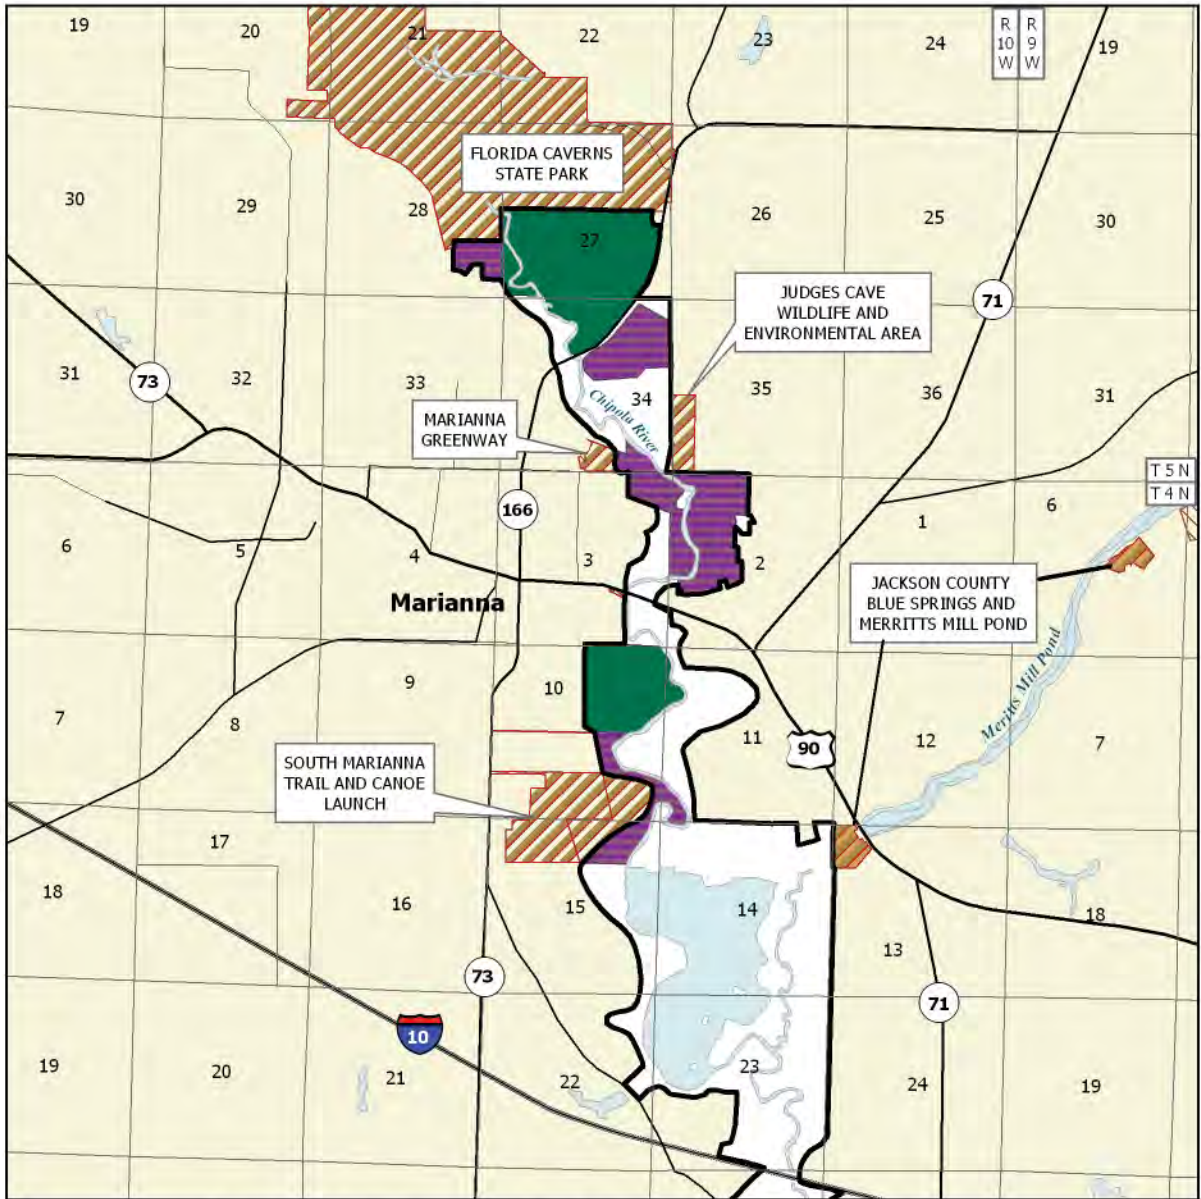 19
20
21
22
23
24
R
10
W
R
9
W
19
FLORIDA CAVERNS
STATE PARK
30
29
28
27
26
25
30
JUDGES CAVE
WILDLIFE AND
ENVIRONMENTAL AREA
71
31
73
32
33
34
35
36
31
Chipola River
MARIANNA
GREENWAY
T 5 N
T 4 N
166
6
5
4
3
2
1
6
Marianna
JACKSON COUNTY
BLUE SPRINGS AND
MERRITTS MILL POND
Meritts Mill Pond
7
8
9
10
11
90
12
7
SOUTH MARIANNA
TRAIL AND CANOE
LAUNCH
17
18
16
15
14
13
18
73
71
10
19
20
21
22
23
24
19